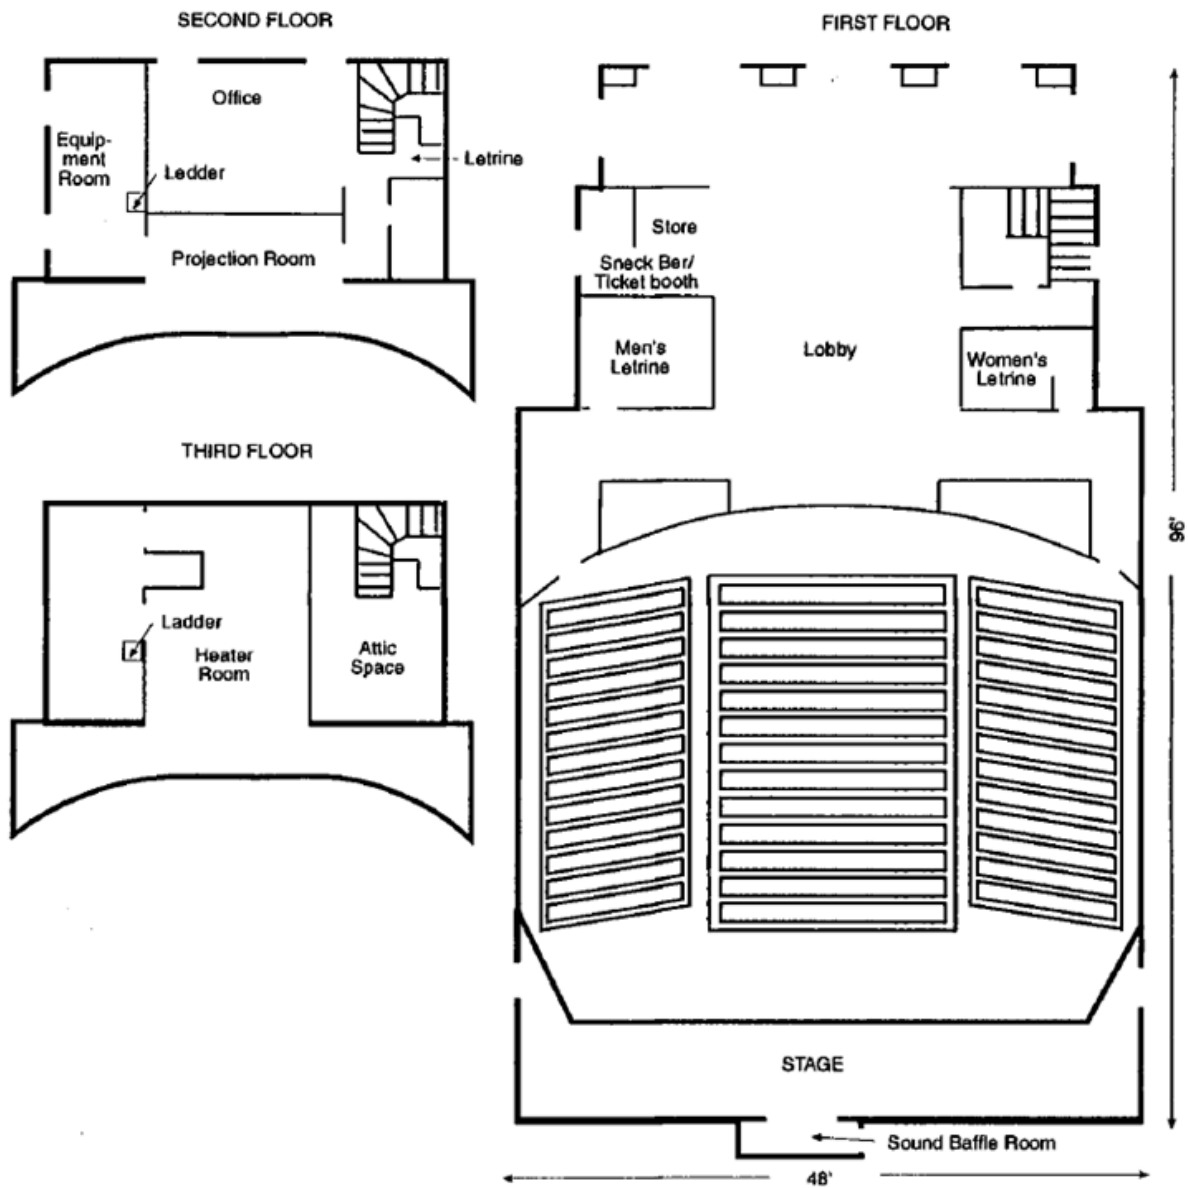 SECOND FLOOR
Office
Equip-
ment
Room
Ledder
Letrine
Projection Room
THIRD FLOOR
Ladder
Heater
Room
Attic
Space
FIRST FLOOR
Store
Sneck Ber/
Ticket booth
Men's
Letrine
Lobby
Women's
Letrine
96'
STAGE
Sound Baffle Room
48'